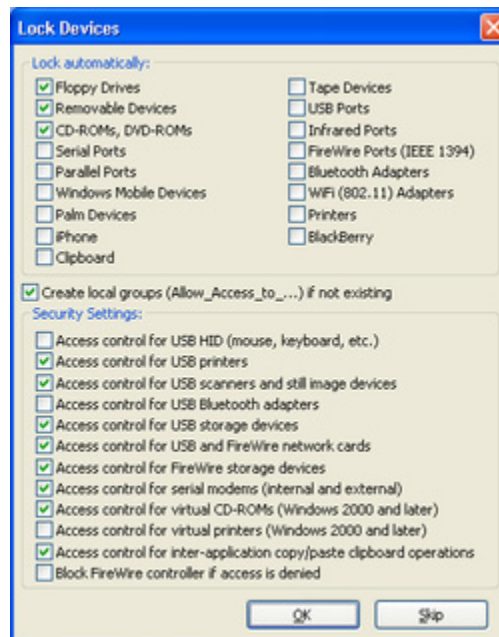 Lock Devices
Lock automatically:
Floppy Drives
Removable Devices
CD-ROMs, DVD-ROMs
Serial Ports
Parallel Ports
Windows Mobile Devices
Palm Devices
iPhone
Clipboard
Tape Devices
USB Ports
Infrared Ports
FireWire Ports (IEEE 1394)
Bluetooth Adapters
WiFi (802.11) Adapters
Printers
BlackBerry
Create local groups (Allow_Access_to_...) if not existing
Security Settings:
Access control for USB HID (mouse, keyboard, etc.)
Access control for USB printers
Access control for USB scanners and still image devices
Access control for USB Bluetooth adapters
Access control for USB storage devices
Access control for USB and FireWire network cards
Access control for FireWire storage devices
Access control for serial modems (internal and external)
Access control for virtual CD-ROMs (Windows 2000 and later)
Access control for virtual printers (Windows 2000 and later)
Access control for inter-application copy/paste clipboard operations
Block FireWire controller if access is denied
OK
Skip